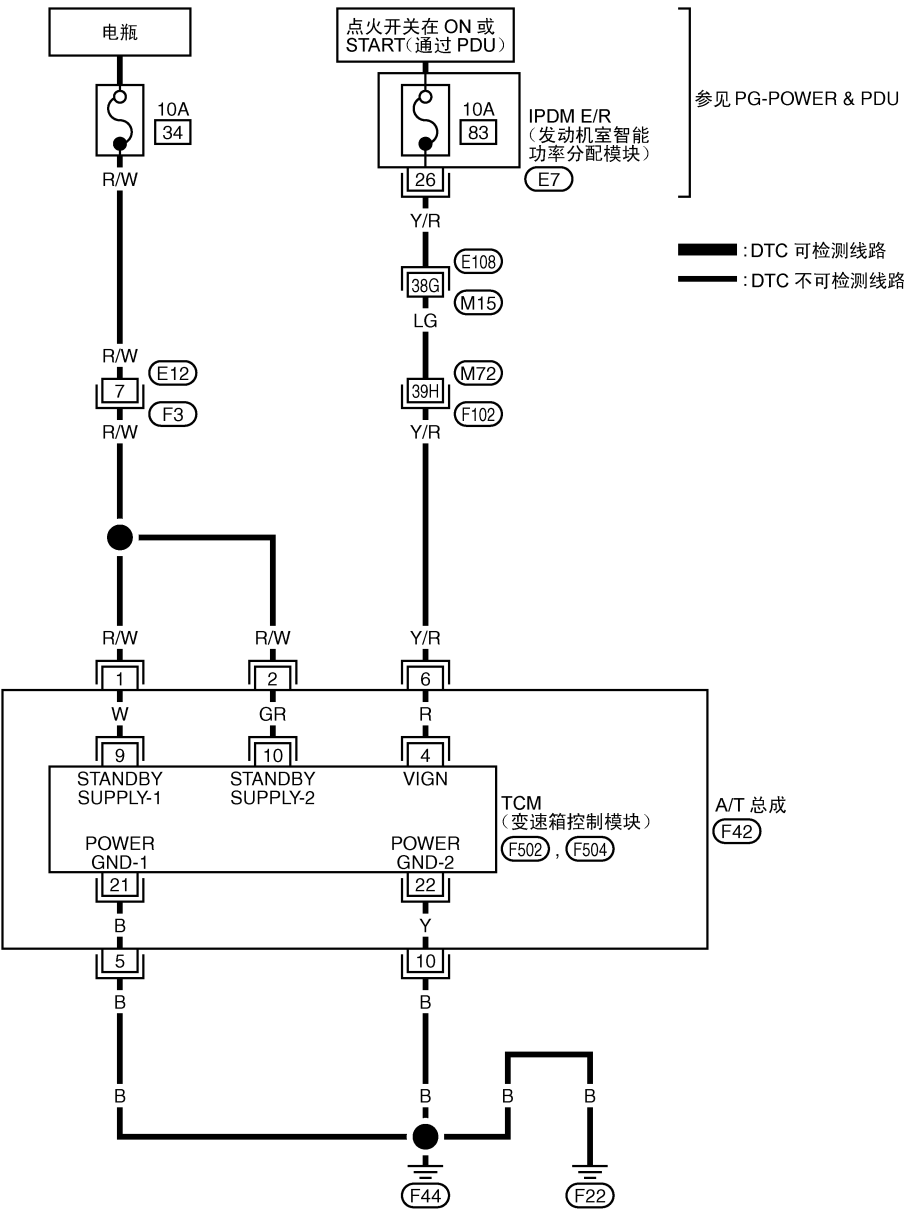 电瓶
点火开关在 ON 或
START（通过 PDU）
参见 PG-POWER & PDU
10A
34
10A
83
IPDM E/R
（发动机室智能
功率分配模块）
E7
R/W
26
Y/R
:DTC 可检测线路
:DTC 不可检测线路
E108
38G
M15
LG
R/W
E12
7
F3
R/W
M72
39H
F102
Y/R
R/W
R/W
Y/R
1
2
6
W
GR
R
9
10
4
STANDBY
SUPPLY-1
STANDBY
SUPPLY-2
VIGN
TCM
（变速箱控制模块）
F502 , F504
A/T 总成
F42
POWER
GND-1
POWER
GND-2
21
22
B
Y
5
10
B
B
B
B
B
B
F44
F22